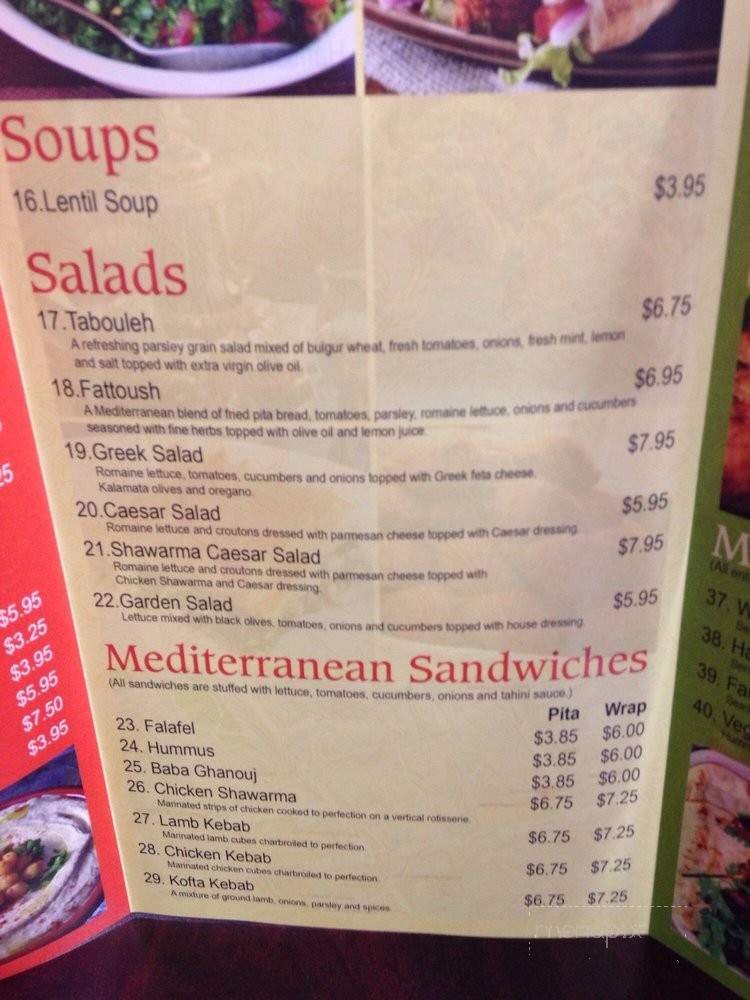 Soups
16.Lentil Soup $3.95
Salads
17.Tabouleh $6.75
A refreshing parsley grain salad mixed of bulgur wheat, fresh tomatoes, onions, fresh mint, lemon
and salt topped with extra virgin olive oil.
18.Fattoush $6.95
A Mediterranean blend of fried pita bread, tomatoes, parsley, romaine lettuce, onions and cucumbers
seasoned with fine herbs topped with olive oil and lemon juice.
19.Greek Salad $7.95
Romaine lettuce, tomatoes, cucumbers and onions topped with Greek feta cheese,
Kalamata olives and oregano.
20.Caesar Salad $5.95
Romaine lettuce and croutons dressed with parmesan cheese topped with Caesar dressing.
21.Shawarma Caesar Salad $7.95
Romaine lettuce and croutons dressed with parmesan cheese topped with
Chicken Shawarma and Caesar dressing.
22.Garden Salad $5.95
Lettuce mixed with black olives, tomatoes, onions and cucumbers topped with house dressing.
Mediterranean Sandwiches
(All sandwiches are stuffed with lettuce, tomatoes, cucumbers, onions and tahini sauce.)
Pita Wrap
23. Falafel $3.85 $6.00
24. Hummus $3.85 $6.00
25. Baba Ghanouj $3.85 $6.00
26. Chicken Shawarma $6.75 $7.25
Marinated strips of chicken cooked to perfection on a vertical rotisserie.
27. Lamb Kebab $6.75 $7.25
Marinated lamb cubes charbroiled to perfection.
28. Chicken Kebab $6.75 $7.25
Marinated chicken cubes charbroiled to perfection.
29. Kofta Kebab $6.75 $7.25
A mixture of ground lamb, onions, parsley and spices.
$5.95
$3.25
$3.95
$5.95
$7.50
$3.95
37.
38.
39.
40.